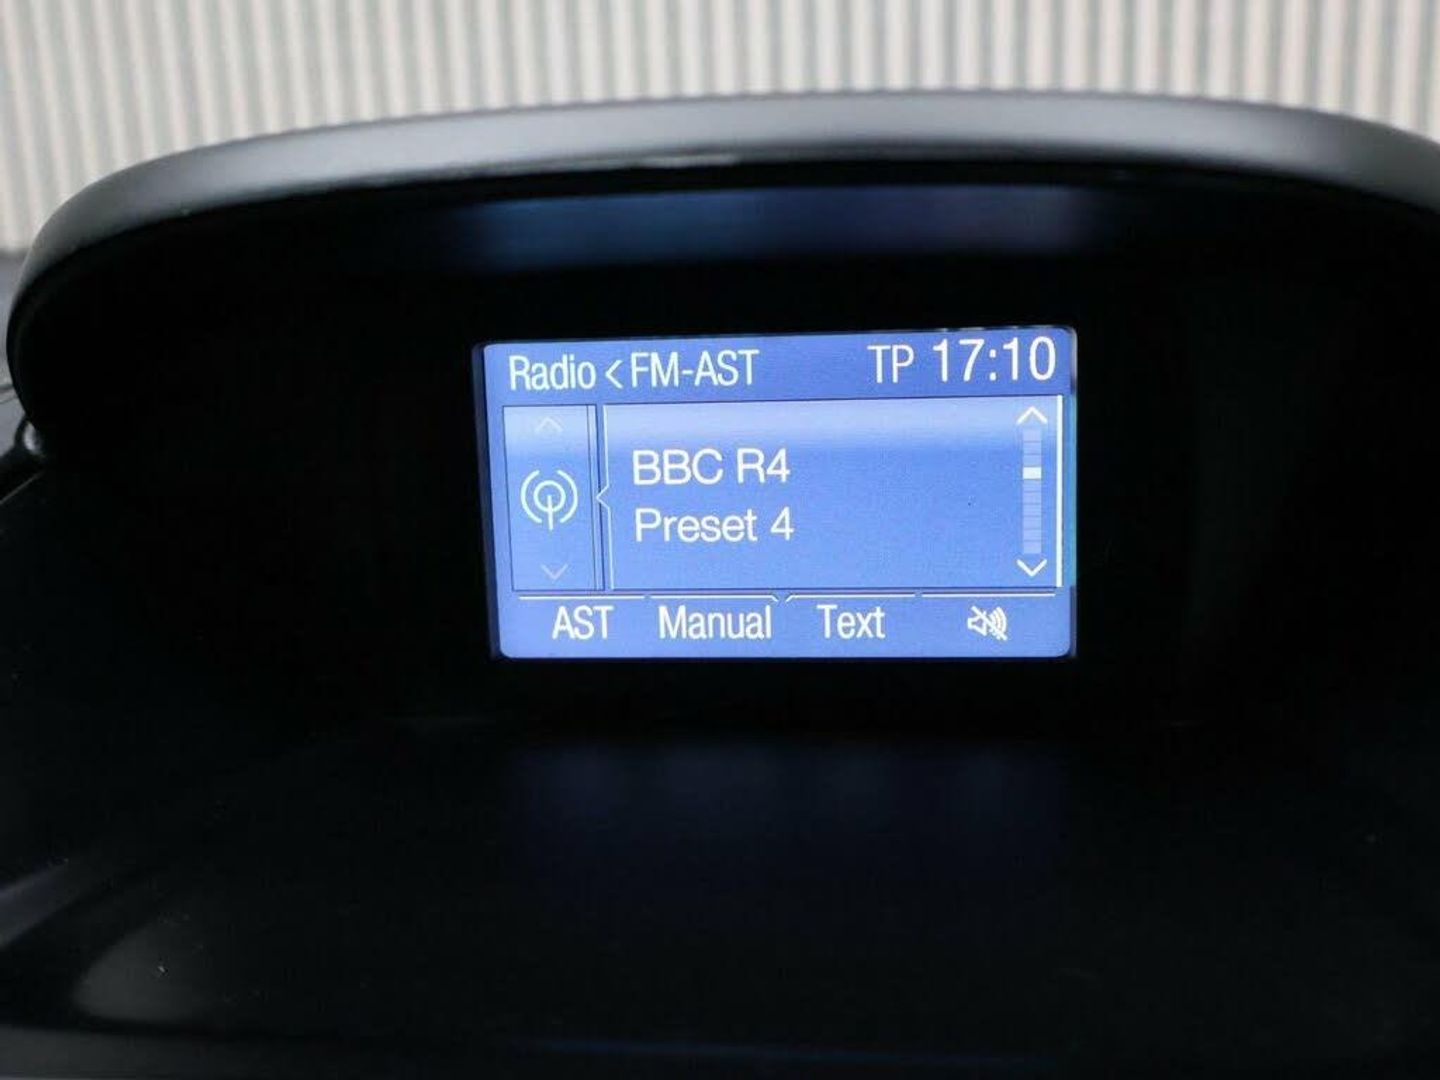 Radio < FM-AST TP 17:10
BBC R4
Preset 4
AST Manual Text